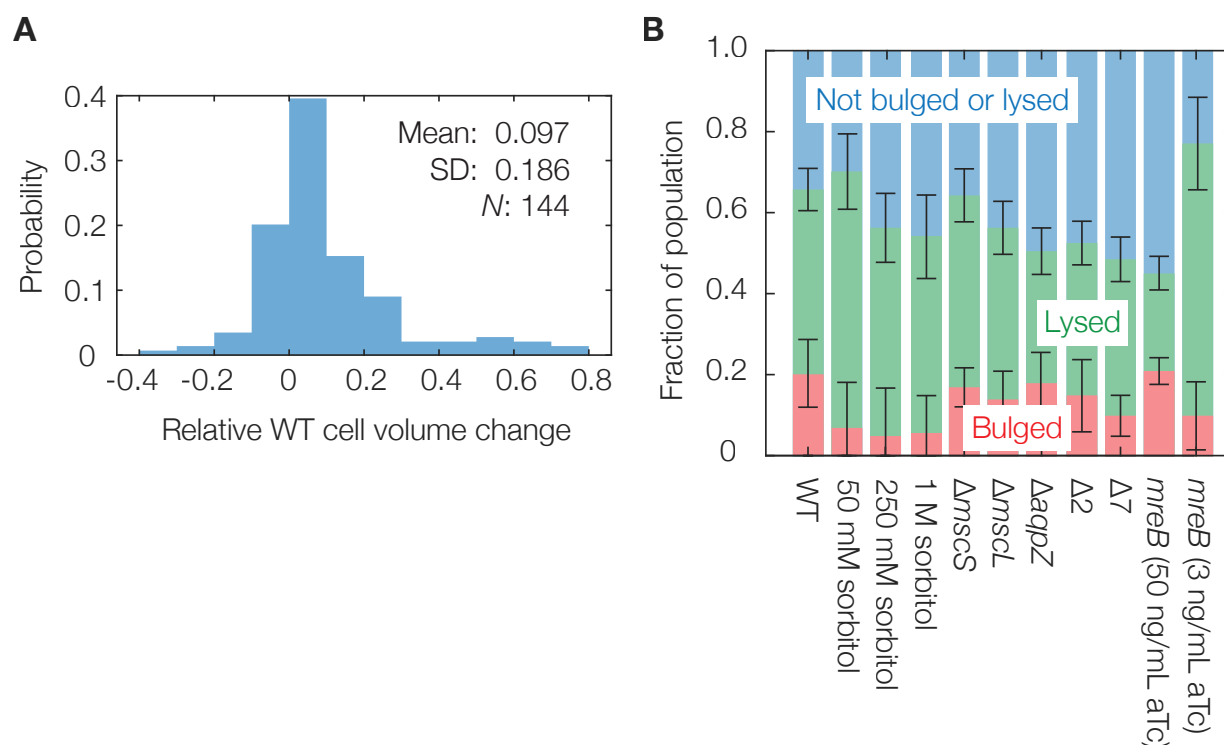 A
0.4
0.3
0.2
0.1
0
Probability
Mean: 0.097
SD: 0.186
N: 144
-0.4
-0.2
0
0.2
0.4
0.6
0.8
Relative WT cell volume change
B
1.0
0.8
0.6
0.4
0.2
0
Fraction of population
Not bulged or lysed
Lysed
Bulged
WT
50 mM sorbitol
250 mM sorbitol
1 M sorbitol
ΔmscS
ΔmscL
ΔaqpZ
Δ2
Δ7
mreB (50 ng/mL aTc)
mreB (3 ng/mL aTc)